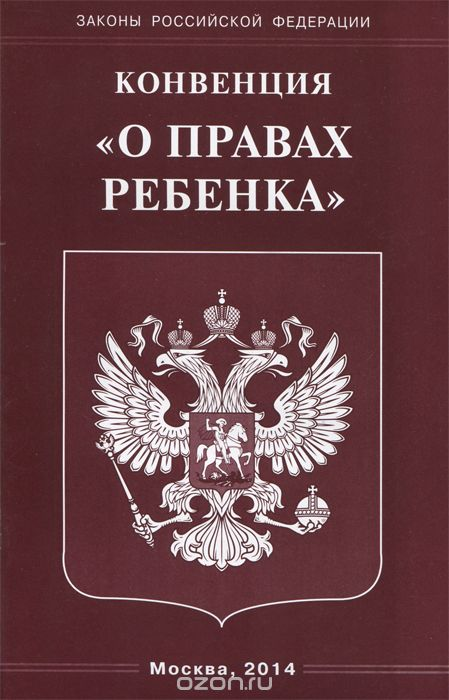 ЗАКОНЫ РОССИЙСКОЙ ФЕДЕРАЦИИ
КОНВЕНЦИЯ
«О ПРАВАХ
РЕБЕНКА»
Москва, 2014
ozon.ru